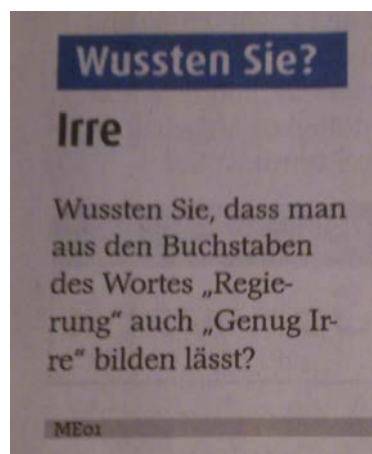 Wussten Sie?
Irre
Wussten Sie, dass man
aus den Buchstaben
des Wortes „Regie-
rung“ auch „Genug Ir-
re“ bilden lässt?
ME01